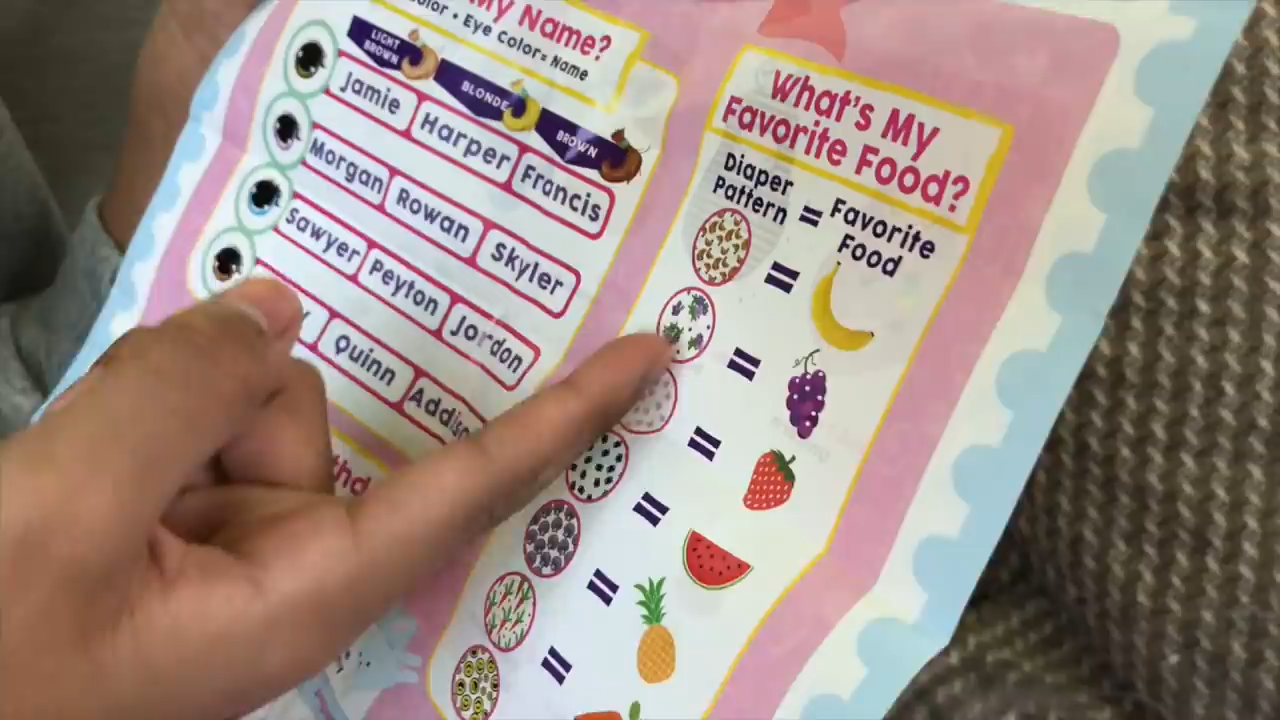 My Name?
Color • Eye Color= Name
LIGHT
BROWN
BLONDE
BROWN
Jamie
Harper
Francis
Morgan
Rowan
Skyler
Sawyer
Peyton
Jordon
Quinn
What's My
Favorite Food?
Diaper
Pattern
=
Favorite
Food
=
=
=
=
=
=